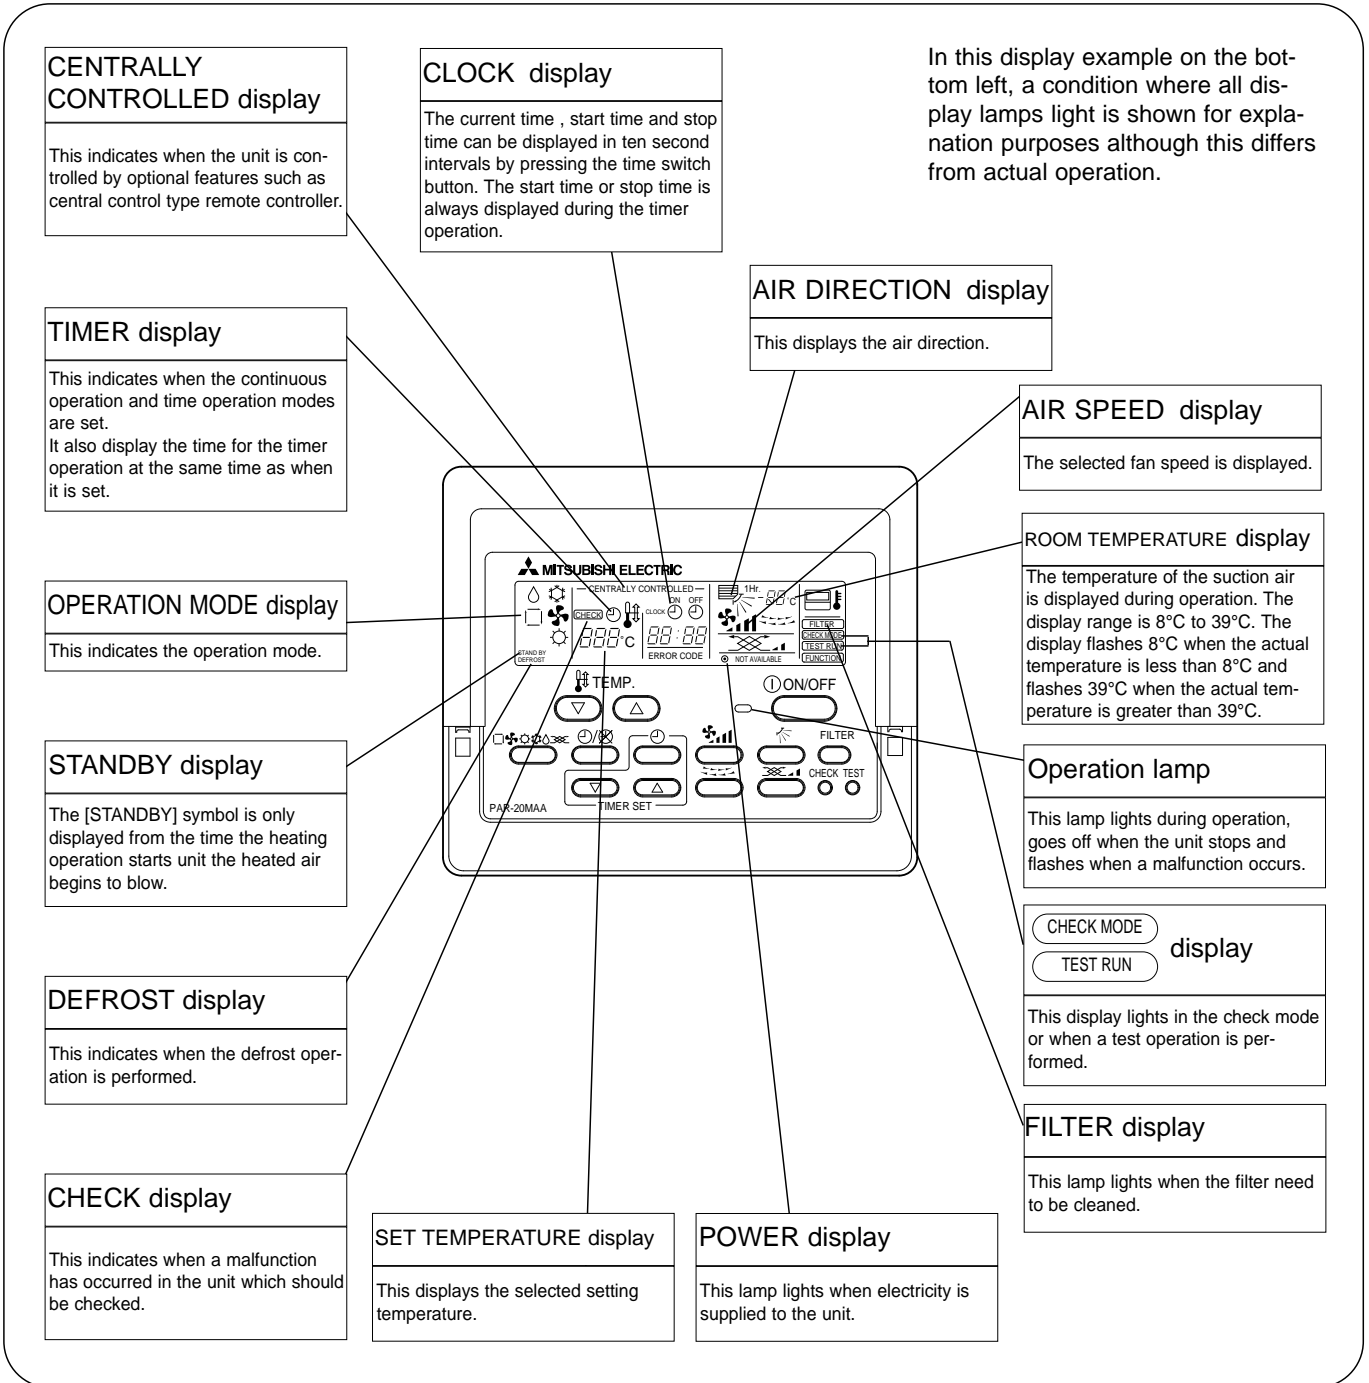 CENTRALLY
CONTROLLED display
This indicates when the unit is con-
trolled by optional features such as
central control type remote controller.
CLOCK display
The current time , start time and stop
time can be displayed in ten second
intervals by pressing the time switch
button. The start time or stop time is
always displayed during the timer
operation.
In this display example on the bot-
tom left, a condition where all dis-
play lamps light is shown for expla-
nation purposes although this differs
from actual operation.
TIMER display
This indicates when the continuous
operation and time operation modes
are set.
It also display the time for the timer
operation at the same time as when
it is set.
AIR DIRECTION display
This displays the air direction.
AIR SPEED display
The selected fan speed is displayed.
ROOM TEMPERATURE display
The temperature of the suction air
is displayed during operation. The
display range is 8°C to 39°C. The
display flashes 8°C when the actual
temperature is less than 8°C and
flashes 39°C when the actual tem-
perature is greater than 39°C.
OPERATION MODE display
This indicates the operation mode.
STANDBY display
The [STANDBY] symbol is only
displayed from the time the heating
operation starts unit the heated air
begins to blow.
DEFROST display
This indicates when the defrost oper-
ation is performed.
CHECK display
This indicates when a malfunction
has occurred in the unit which should
be checked.
MITSUBISHI ELECTRIC
CENTRALLY CONTROLLED
ON OFF
1Hr.
88°C
CHECK
CLOCK
888°C
88:88
FILTER
CHECK MODE
TEST RUN
FUNCTION
STAND BY
DEFROST
ERROR CODE
NOT AVAILABLE
TEMP.
ON/OFF
FILTER
CHECK TEST
PAR-20MAA
TIMER SET
Operation lamp
This lamp lights during operation,
goes off when the unit stops and
flashes when a malfunction occurs.
CHECK MODE
TEST RUN
display
This display lights in the check mode
or when a test operation is per-
formed.
FILTER display
This lamp lights when the filter need
to be cleaned.
SET TEMPERATURE display
This displays the selected setting
temperature.
POWER display
This lamp lights when electricity is
supplied to the unit.